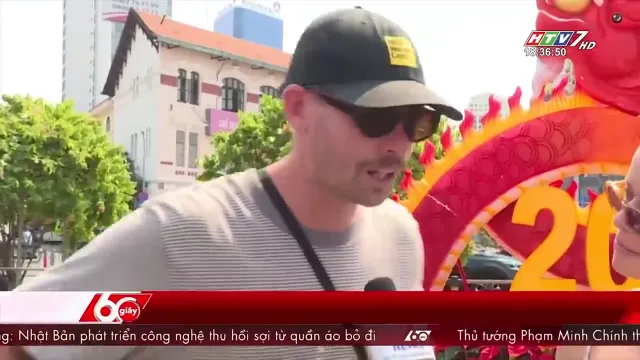 HTV7 HD
18:36:50
20
60 giây
g: Nhật Bản phát triển công nghệ thu hồi sợi từ quần áo bỏ đi
60
Thủ tướng Phạm Minh Chính th